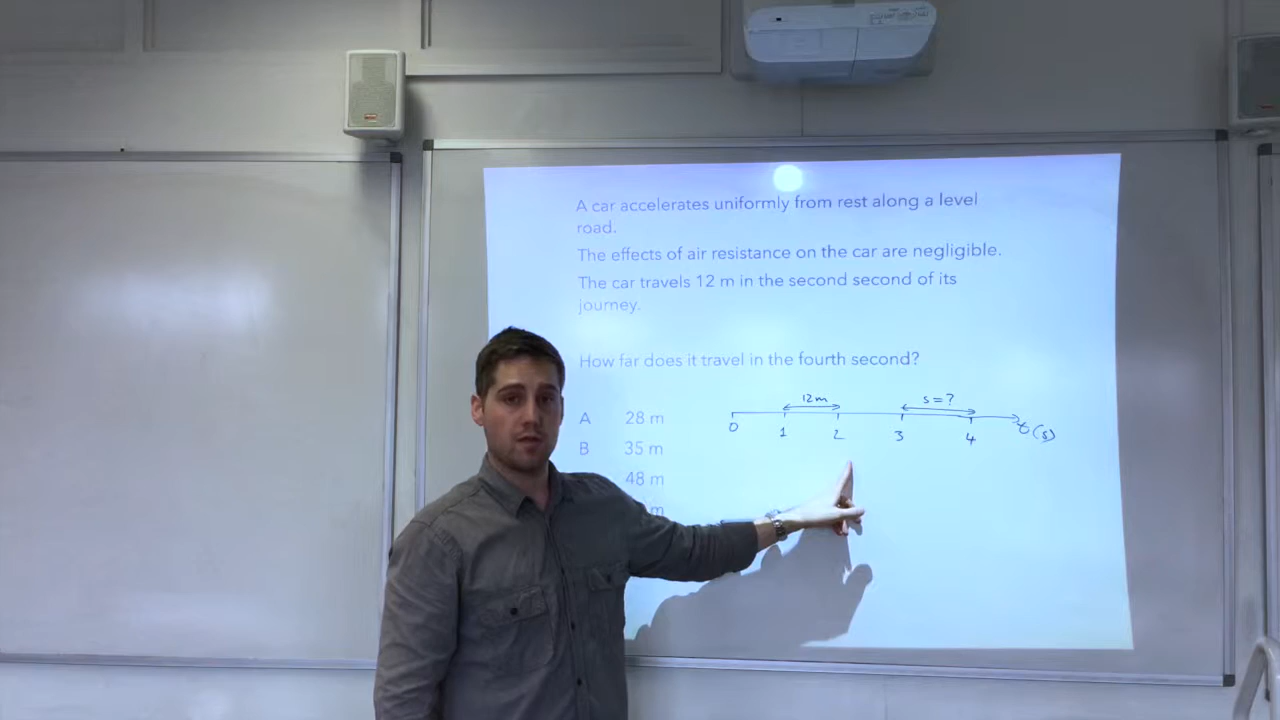 A car accelerates uniformly from rest along a level
road.
The effects of air resistance on the car are negligible.
The car travels 12 m in the second second of its
journey.
How far does it travel in the fourth second?
A 28 m
B 35 m
48 m
m
12m
s = ?
0 1 2 3 4 t (s)